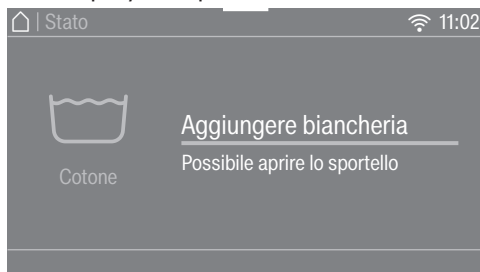 | Stato 11:02
Aggiungere biancheria
Possibile aprire lo sportello
Cotone